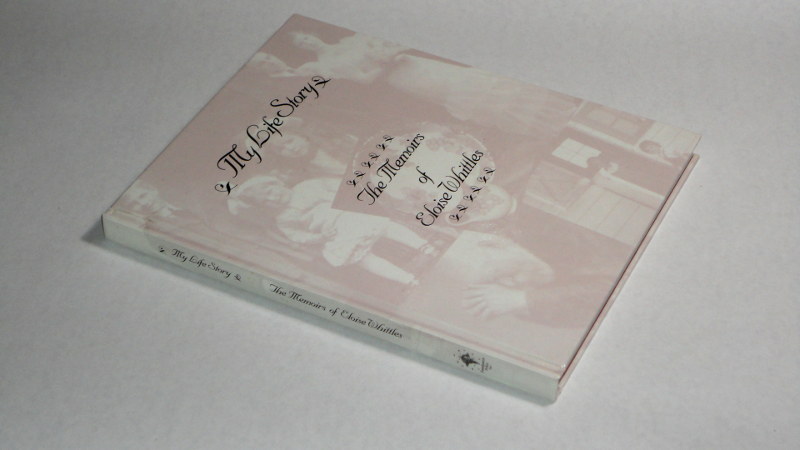 My Life Story
The Memoirs
of
Eloise Whittles
My Life Story
The Memoirs of Eloise Whittles